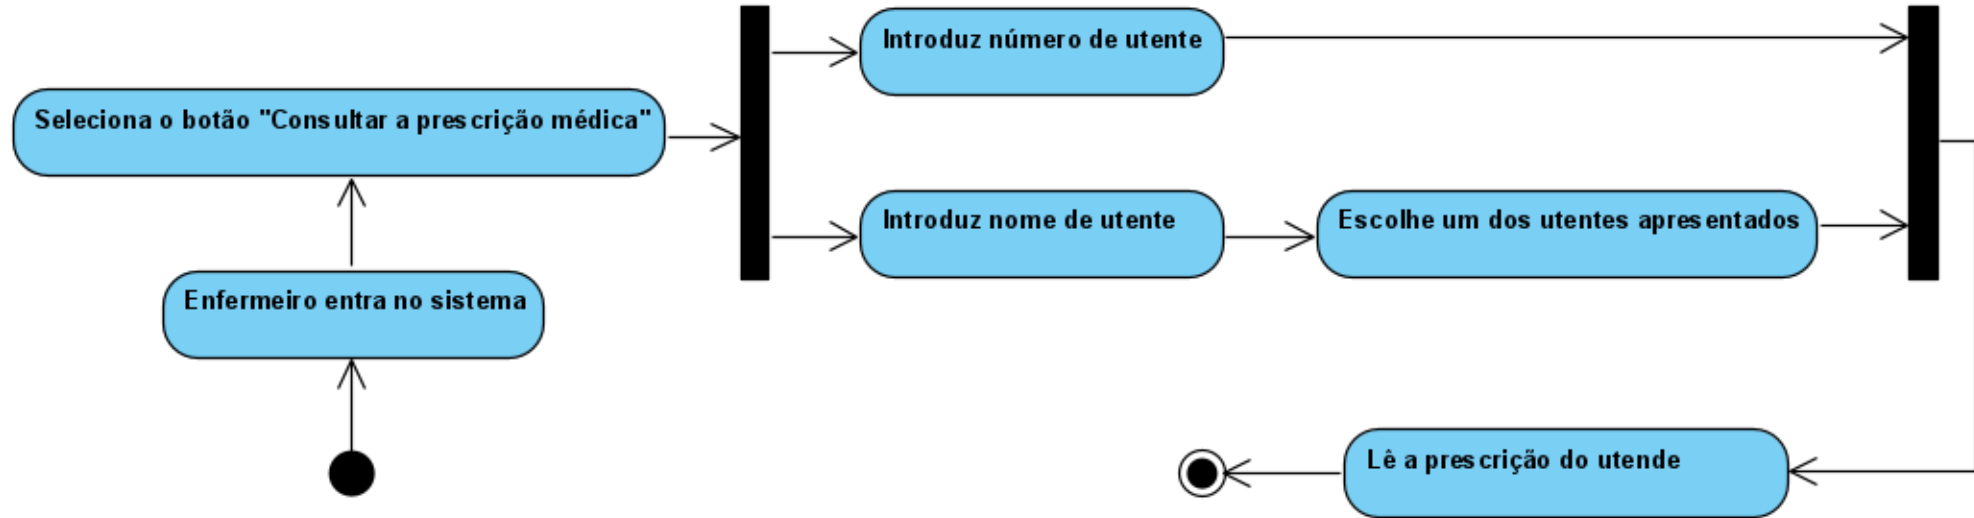 Introduz número de utente
Seleciona o botão "Consultar a prescrição médica"
Introduz nome de utente
Escolhe um dos utentes apresentados
Enfermeiro entra no sistema
Lê a prescrição do utende